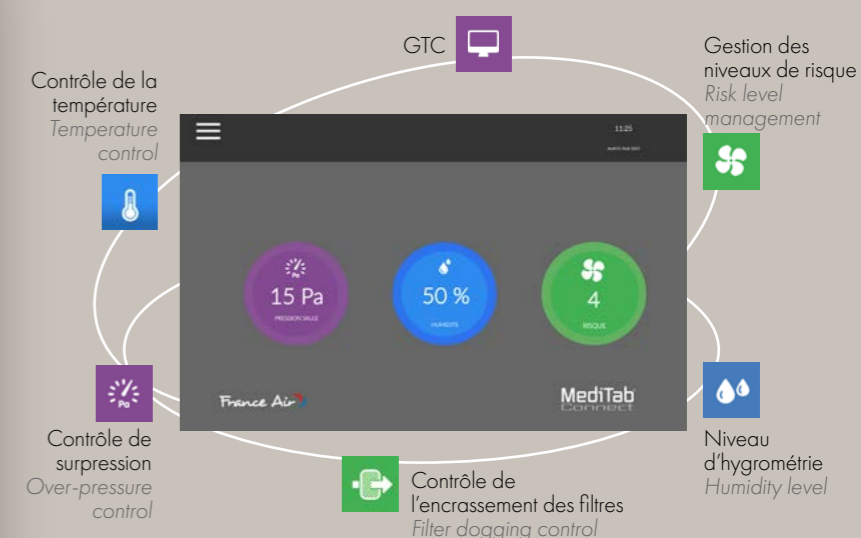 GTC
Gestion des
niveaux de risque
Risk level
management
Contrôle de la
température
Temperature
control
11:25
15 Pa
PRESSION SALLE
50 %
HUMIDITE
4
RISQUE
France Air
MediTab
Connect
Pa
Contrôle de
surpression
Over-pressure
control
Contrôle de
l'encrassement des filtres
Filter clogging control
Niveau
d'hygrométrie
Humidity level